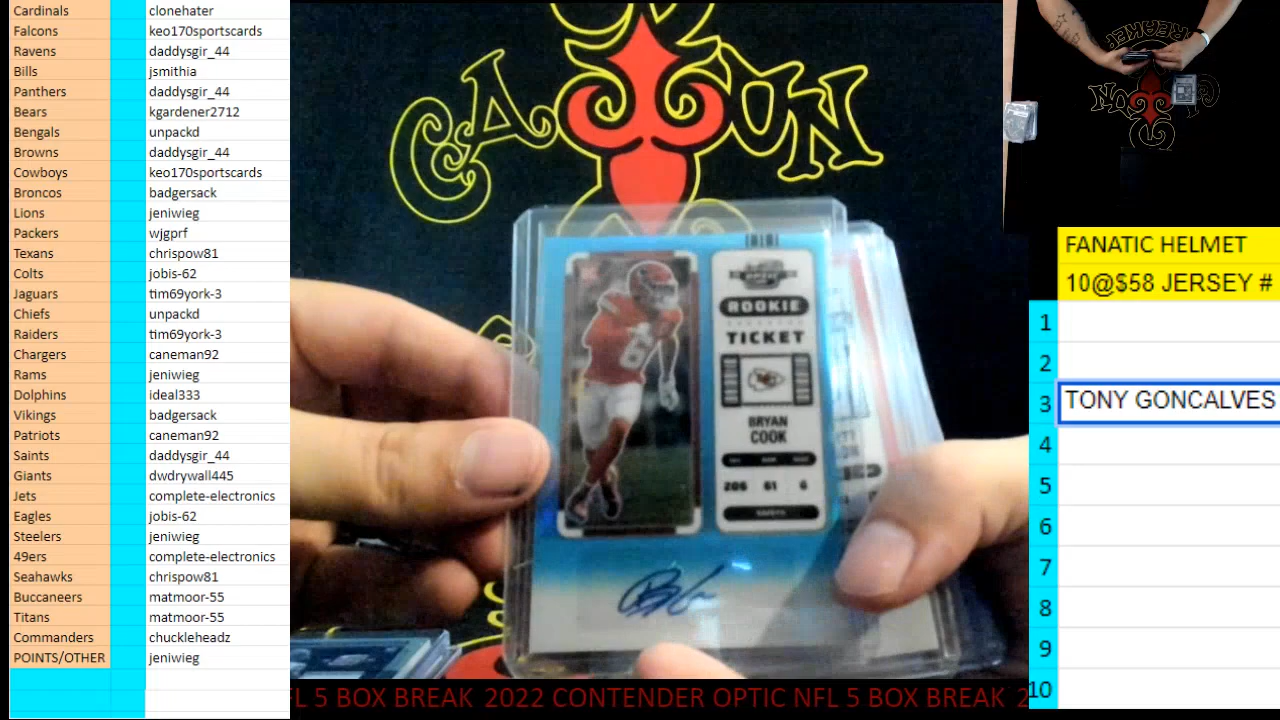 Cardinals clonehater
Falcons keo170sportscards
Ravens daddysgir_44
Bills jsmithia
Panthers daddysgir_44
Bears kgardener2712
Bengals unpackd
Browns daddysgir_44
Cowboys keo170sportscards
Broncos badgersack
Lions jeniwieg
Packers wjgprf
Texans chrispow81
Colts jobis-62
Jaguars tim69york-3
Chiefs unpackd
Raiders tim69york-3
Chargers caneman92
Rams jeniwieg
Dolphins ideal333
Vikings badgersack
Patriots caneman92
Saints daddysgir_44
Giants dwdrywall445
Jets complete-electronics
Eagles jobis-62
Steelers jeniwieg
49ers complete-electronics
Seahawks chrispow81
Buccaneers matmoor-55
Titans matmoor-55
Commanders chuckleheadz
POINTS/OTHER jeniwieg
ROOKIE
TICKET
BRYAN
COOK
206 61 6
SAFETY
FL 5 BOX BREAK 2022 CONTENDER OPTIC NFL 5 BOX BREAK 2
FANATIC HELMET
10@$58 JERSEY #
1
2
3 TONY GONCALVES
4
5
6
7
8
9
10